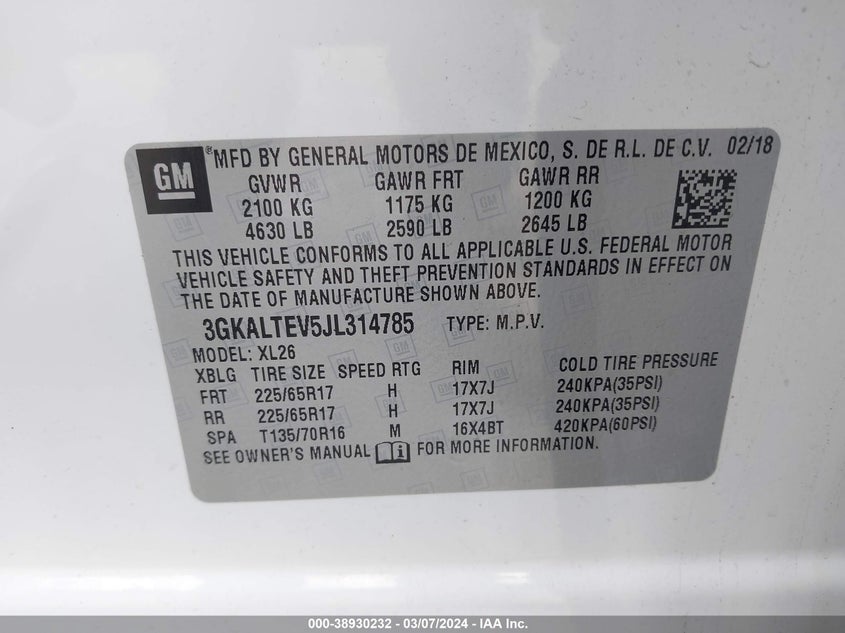 GM ®MFD BY GENERAL MOTORS DE MEXICO, S. DE R.L. DE C.V. 02/18
GVWR GAWR FRT GAWR RR
2100 KG 1175 KG 1200 KG
4630 LB 2590 LB 2645 LB
THIS VEHICLE CONFORMS TO ALL APPLICABLE U.S. FEDERAL MOTOR
VEHICLE SAFETY AND THEFT PREVENTION STANDARDS IN EFFECT ON
THE DATE OF MANUFACTURE SHOWN ABOVE.
3GKALTEV5JL314785 TYPE: M.P.V.
MODEL: XL26
XBLG TIRE SIZE SPEED RTG RIM COLD TIRE PRESSURE
FRT 225/65R17 H 17X7J 240KPA(35PSI)
RR 225/65R17 H 17X7J 240KPA(35PSI)
SPA T135/70R16 M 16X4BT 420KPA(60PSI)
SEE OWNER'S MANUAL FOR MORE INFORMATION.
000-38930232 - 03/07/2024 - IAA Inc.